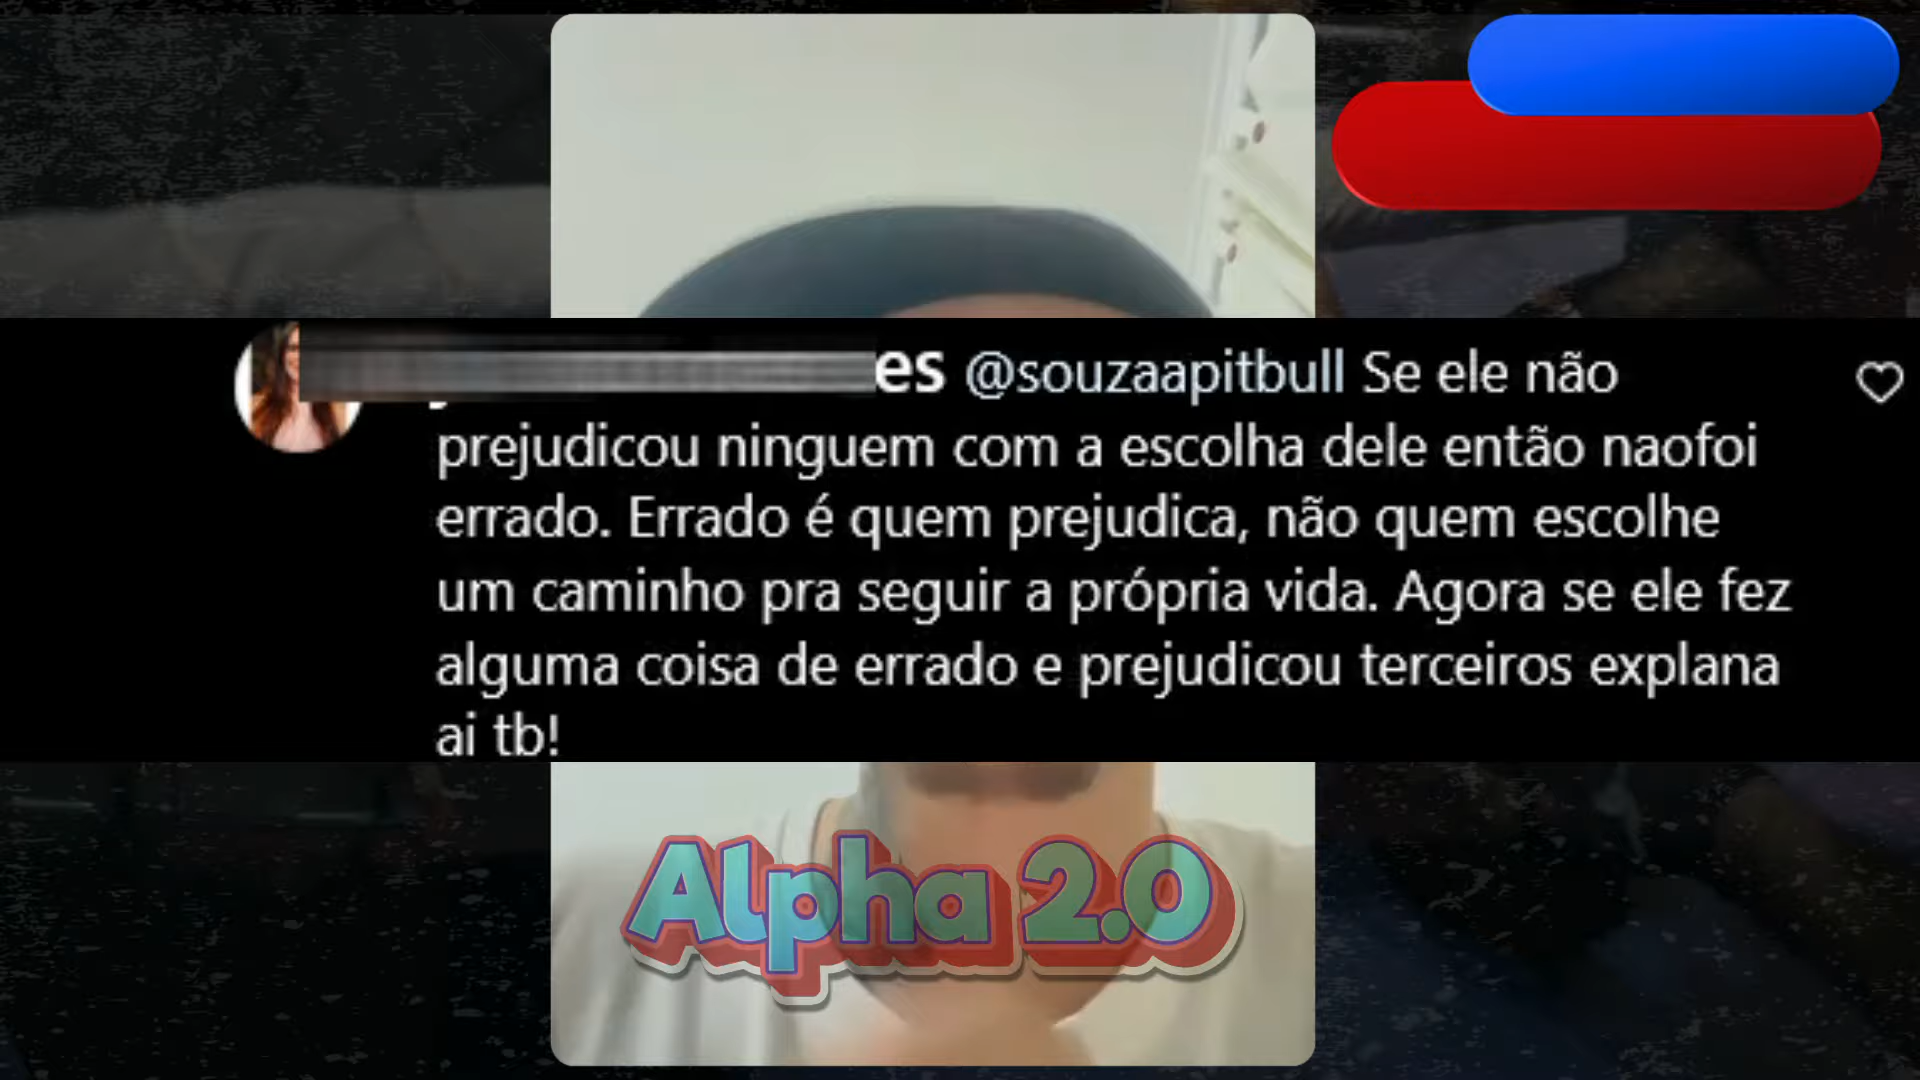 es @souzaapitbull Se ele não
prejudicou ninguem com a escolha dele então naofoi
errado. Errado é quem prejudica, não quem escolhe
um caminho pra seguir a própria vida. Agora se ele fez
alguma coisa de errado e prejudicou terceiros explana
ai tb!
Alpha 2.0